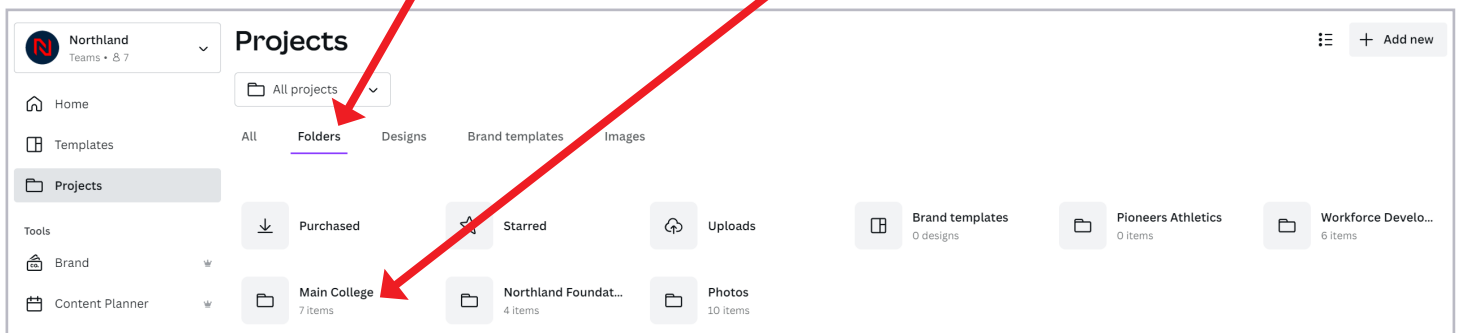 Northland
Teams • 7
Projects
Add new
All projects
Home
Templates
Projects
Tools
Brand
Content Planner
All Folders Designs Brand templates Images
Purchased
Starred
Uploads
Brand templates
0 designs
Pioneers Athletics
0 items
Workforce Develo...
6 items
Main College
7 items
Northland Foundat...
4 items
Photos
10 items